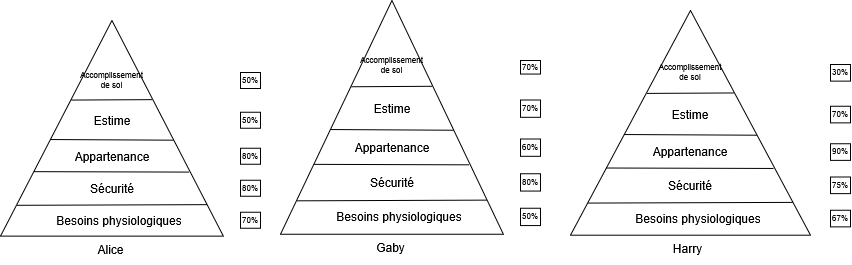 Accomplissement
de soi
50%
Estime
50%
Appartenance
80%
Sécurité
80%
Besoins physiologiques
70%
Alice
Accomplissement
de soi
70%
Estime
70%
Appartenance
60%
Sécurité
80%
Besoins physiologiques
50%
Gaby
Accomplissement
de soi
30%
Estime
70%
Appartenance
90%
Sécurité
75%
Besoins physiologiques
67%
Harry